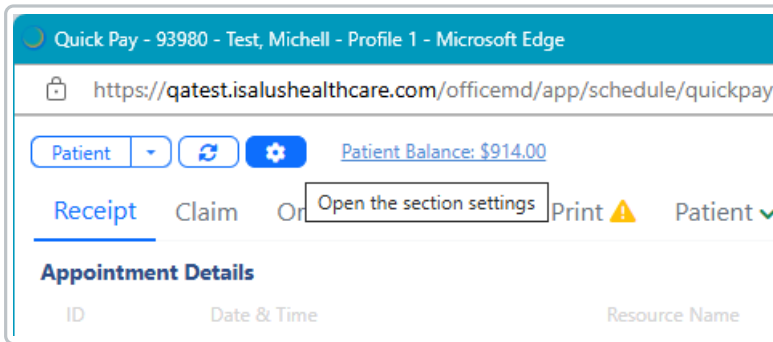 Quick Pay - 93980 - Test, Michell - Profile 1 - Microsoft Edge
https://qatest.isalushealthcare.com/officemd/app/schedule/quickpay
Patient Patient Balance: $914.00
Open the section settings
Receipt Claim Or Print Patient
Appointment Details
ID Date & Time Resource Name